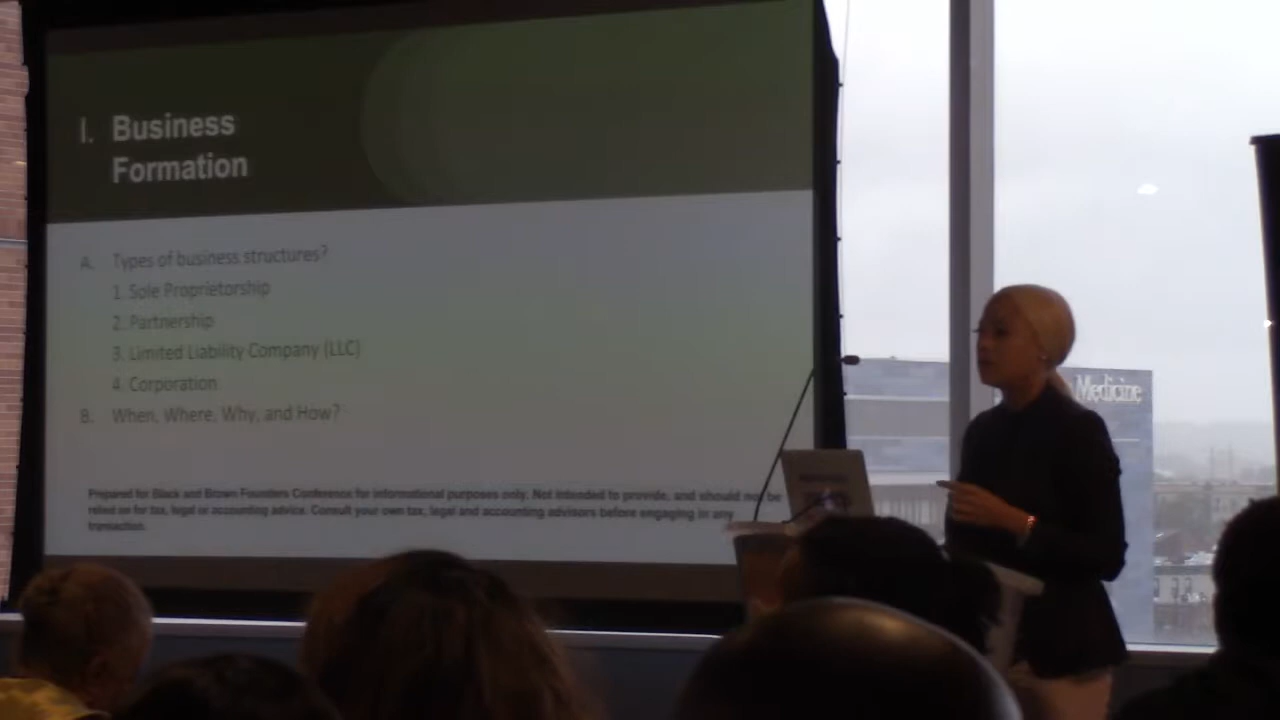 I. Business
Formation
A. Types of business structures?
1. Sole Proprietorship
2. Partnership
3. Limited Liability Company (LLC)
4. Corporation
B. When, Where, Why, and How?
Prepared for Black and Brown Founders Conference for informational purposes only. Not intended to provide, and should not be
relied on for tax, legal or accounting advice. Consult your own tax, legal and accounting advisors before engaging in any
transaction.
Medicine